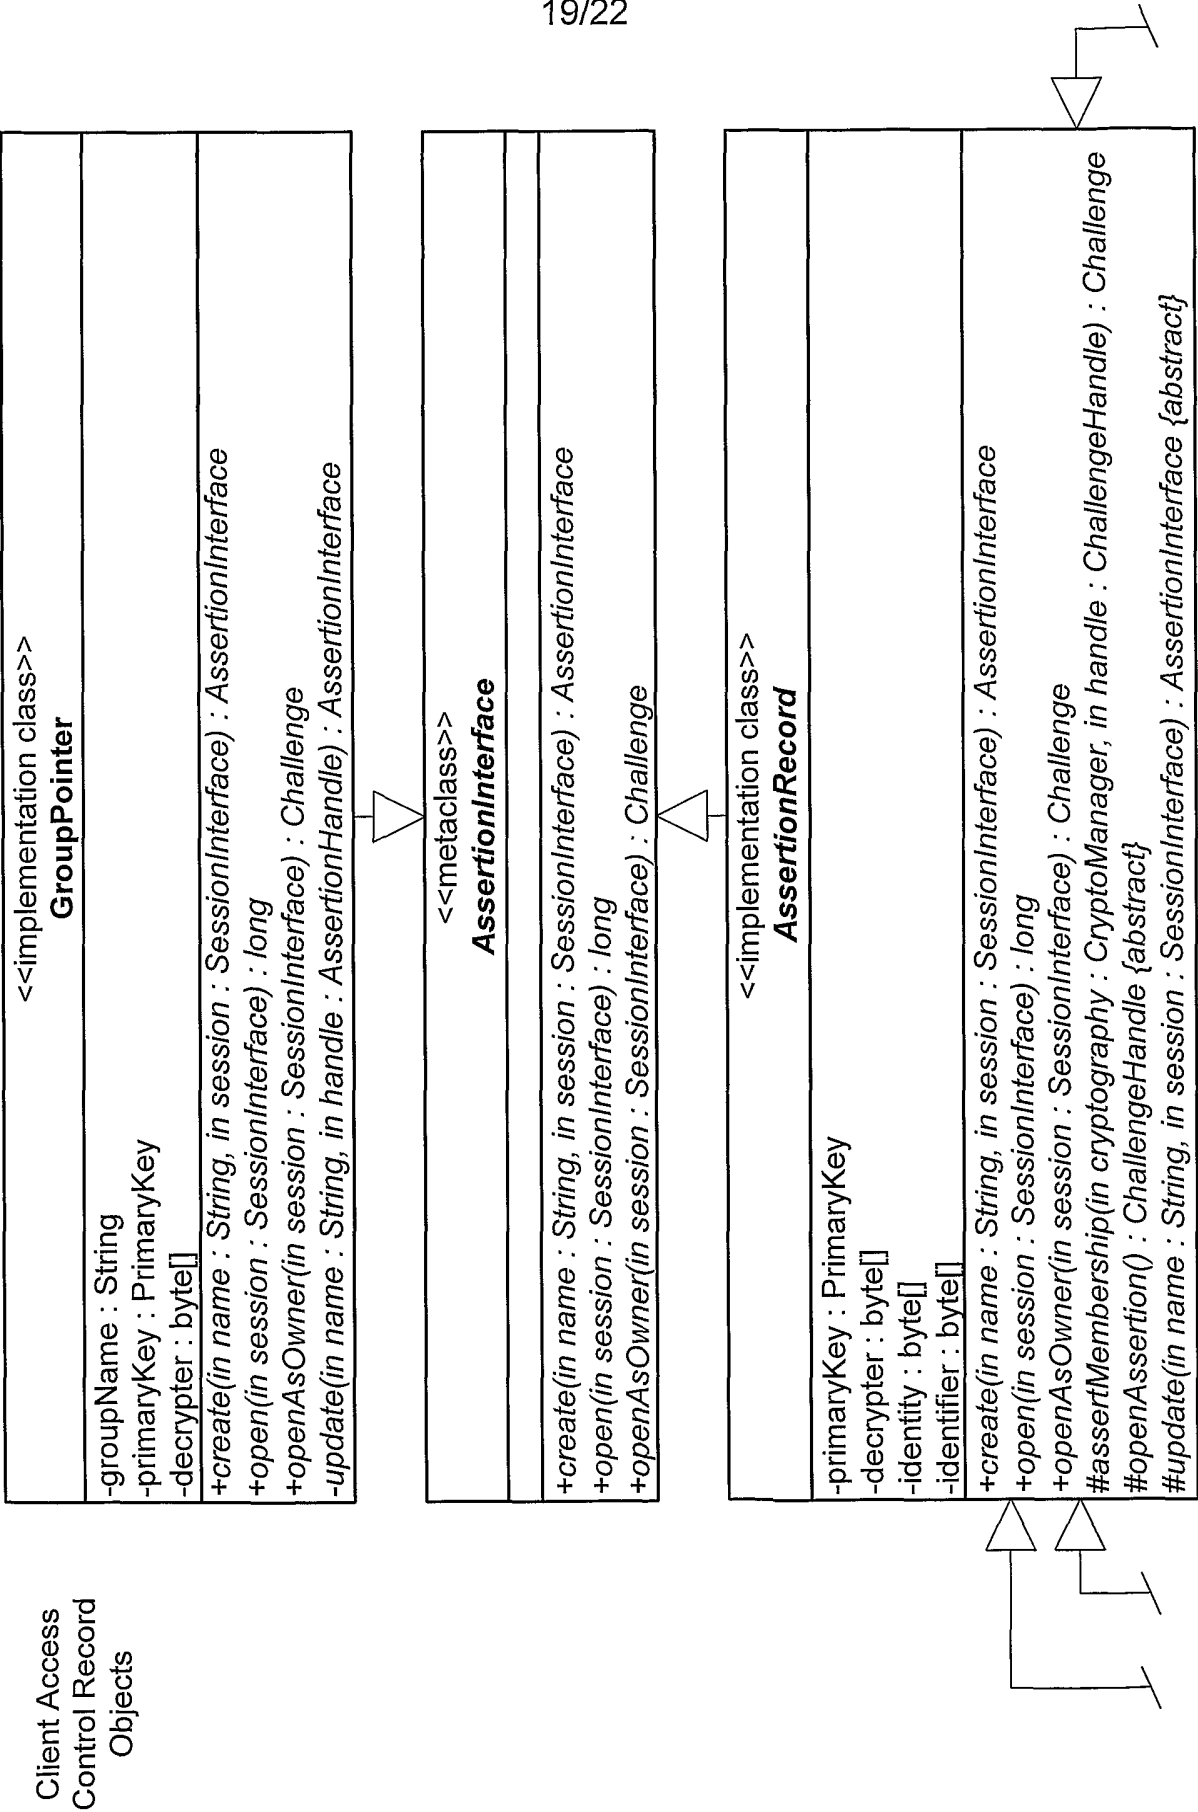 19/22
Client Access
Control Record
Objects
<<implementation class>>
GroupPointer
-groupName : String
-primaryKey : PrimaryKey
-decrypter : byte[]
+create(in name : String, in session : SessionInterface) : AssertionInterface
+open(in session : SessionInterface) : long
+openAsOwner(in session : SessionInterface) : Challenge
-update(in name : String, in handle : AssertionHandle) : AssertionInterface
<<metaclass>>
AssertionInterface
+create(in name : String, in session : SessionInterface) : AssertionInterface
+open(in session : SessionInterface) : long
+openAsOwner(in session : SessionInterface) : Challenge
<<implementation class>>
AssertionRecord
-primaryKey : PrimaryKey
-decrypter : byte[]
-identity : byte[]
-identifier : byte[]
+create(in name : String, in session : SessionInterface) : AssertionInterface
+open(in session : SessionInterface) : long
+openAsOwner(in session : SessionInterface) : Challenge
#assertMembership(in cryptography : CryptoManager, in handle : ChallengeHandle) : Challenge
#openAssertion() : ChallengeHandle {abstract}
#update(in name : String, in session : SessionInterface) : AssertionInterface {abstract}